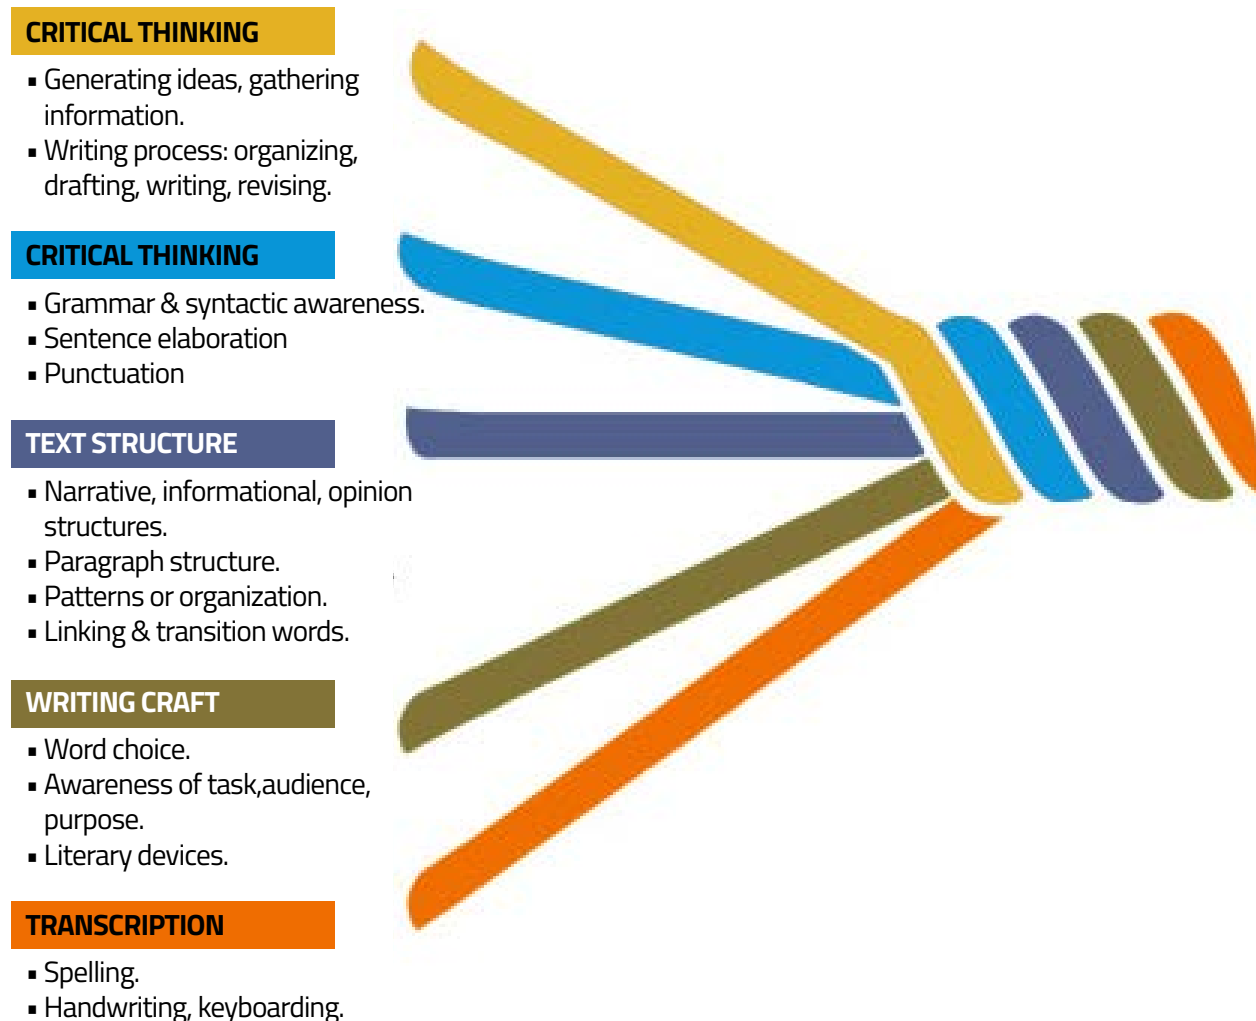 CRITICAL THINKING
▪ Generating ideas, gathering
information.
▪ Writing process: organizing,
drafting, writing, revising.
CRITICAL THINKING
▪ Grammar & syntactic awareness.
▪ Sentence elaboration
▪ Punctuation
TEXT STRUCTURE
▪ Narrative, informational, opinion
structures.
▪ Paragraph structure.
▪ Patterns or organization.
▪ Linking & transition words.
WRITING CRAFT
▪ Word choice.
▪ Awareness of task,audience,
purpose.
▪ Literary devices.
TRANSCRIPTION
▪ Spelling.
▪ Handwriting, keyboarding.